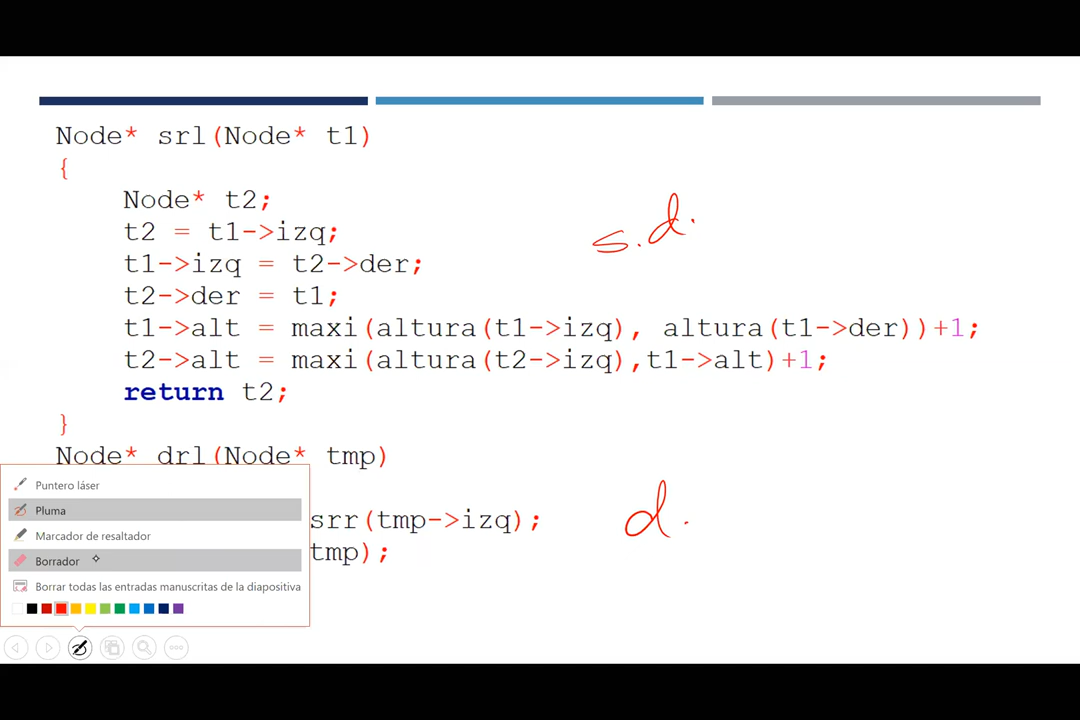 Node* srl(Node* t1)
{
Node* t2;
t2 = t1->izq;
s.d.
t1->izq = t2->der;
t2->der = t1;
t1->alt = maxi(altura(t1->izq), altura(t1->der))+1;
t2->alt = maxi(altura(t2->izq),t1->alt)+1;
return t2;
}
Node* drl(Node* tmp)
Puntero láser
Pluma
srr(tmp->izq);
d.
Marcador de resaltador
tmp);
Borrador
Borrar todas las entradas manuscritas de la diapositiva